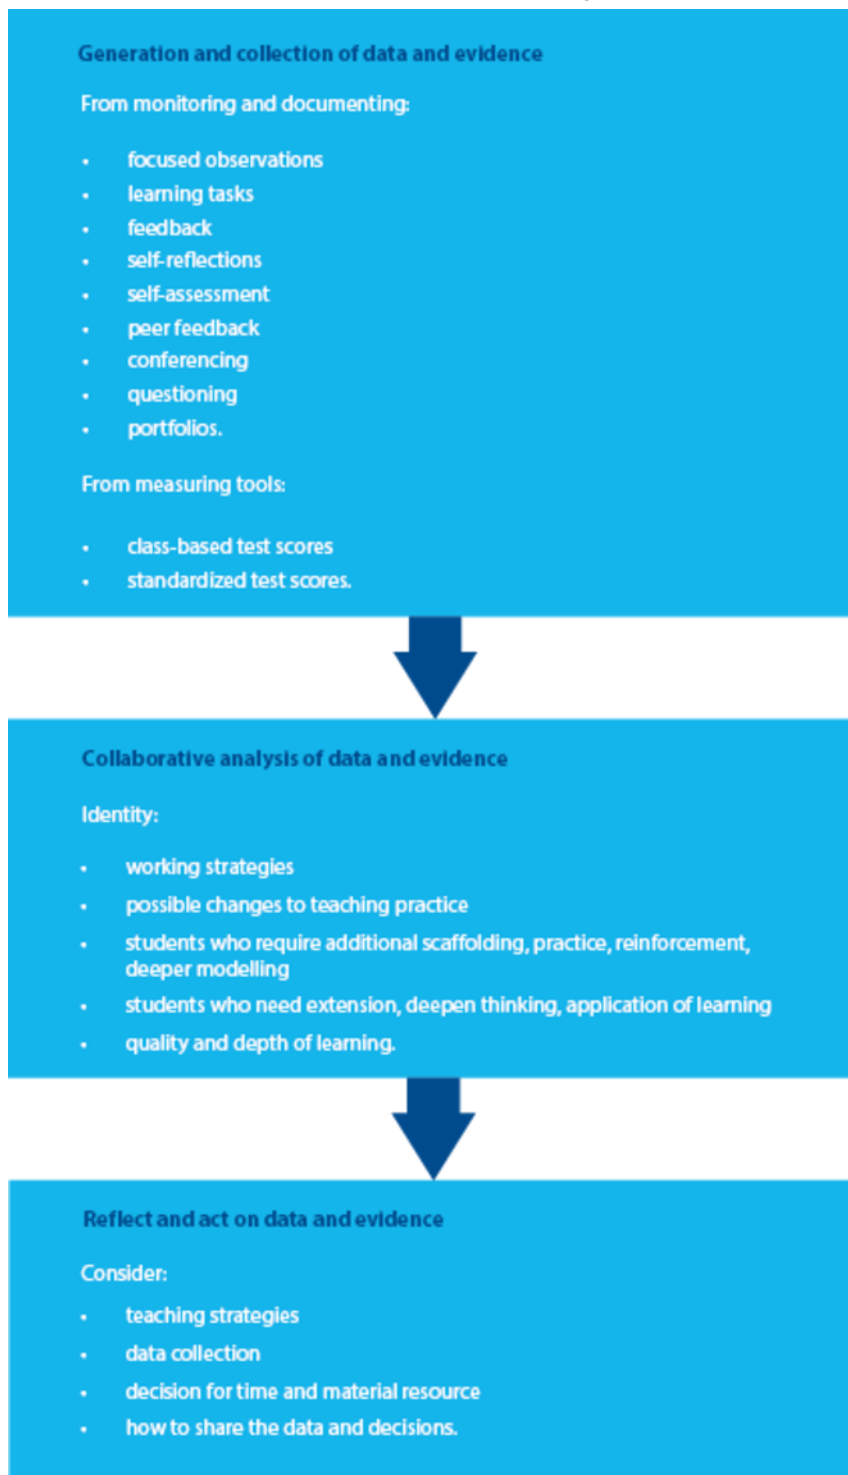 Generation and collection of data and evidence
From monitoring and documenting:
• focused observations
• learning tasks
• feedback
• self-reflections
• self-assessment
• peer feedback
• conferencing
• questioning
• portfolios.
From measuring tools:
• class-based test scores
• standardized test scores.
Collaborative analysis of data and evidence
Identity:
• working strategies
• possible changes to teaching practice
• students who require additional scaffolding, practice, reinforcement,
deeper modelling
• students who need extension, deepen thinking, application of learning
• quality and depth of learning.
Reflect and act on data and evidence
Consider:
• teaching strategies
• data collection
• decision for time and material resource
• how to share the data and decisions.